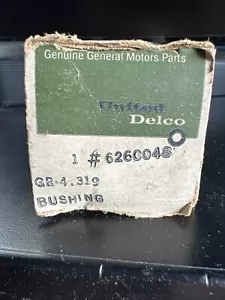 Genuine General Motors Parts
United
Delco
1 # 6260048
GR-4.319
BUSHING